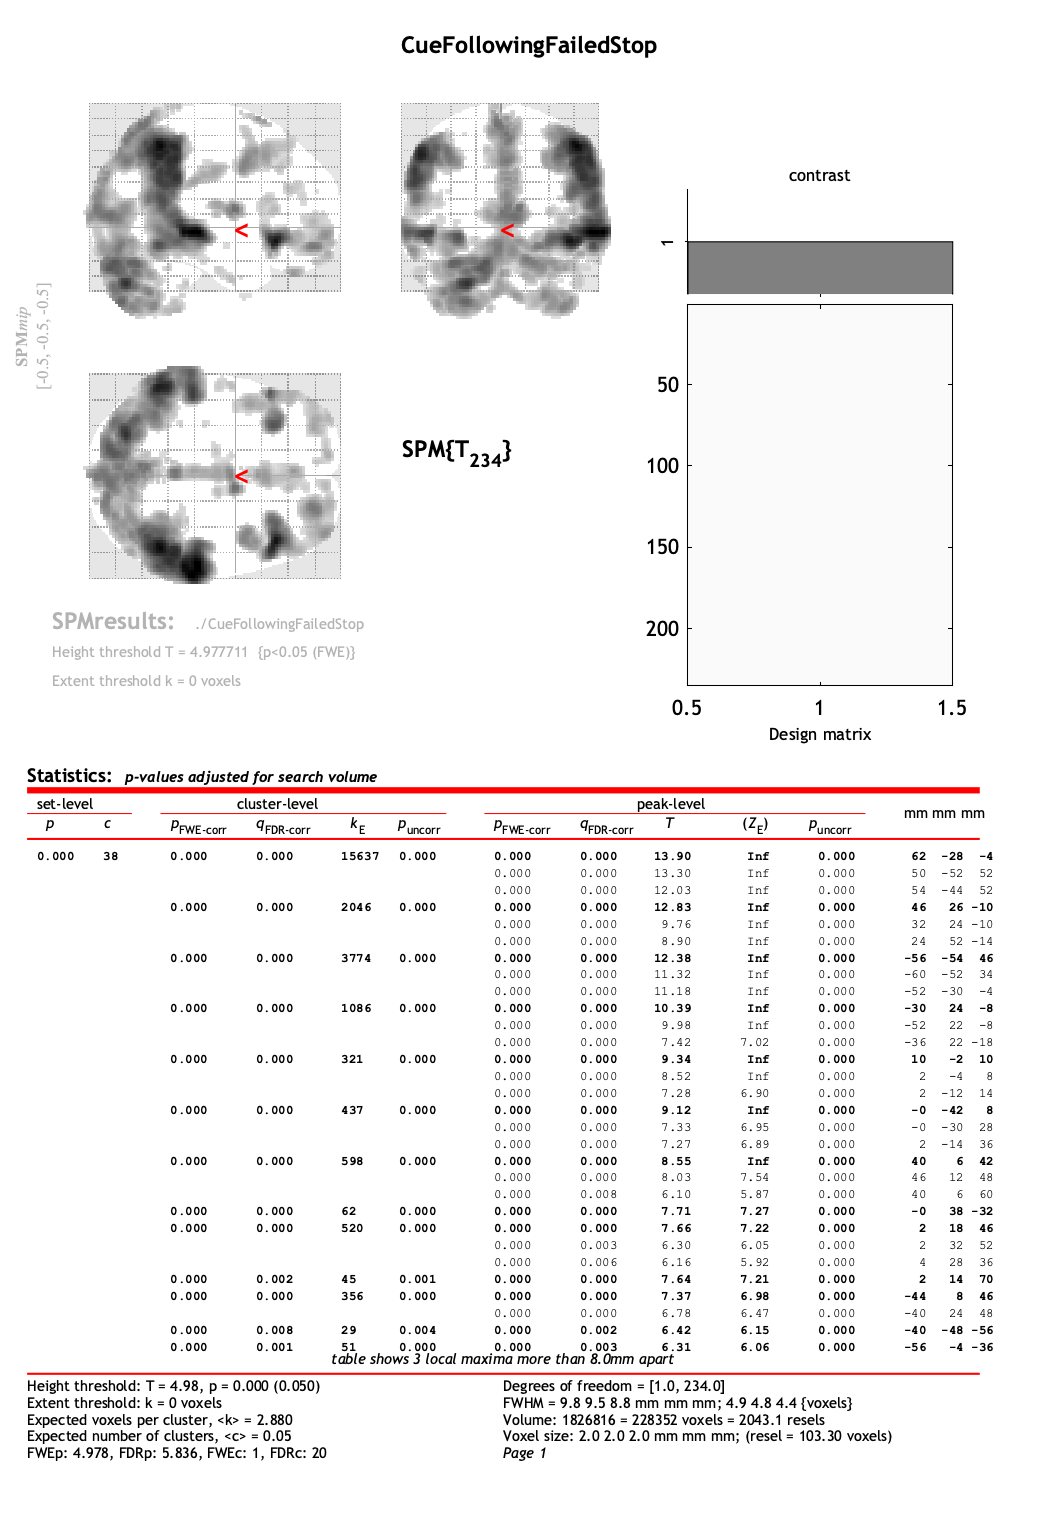 CueFollowingFailedStop
contrast
1
<
<
SPMmip
[-0.5, -0.5, -0.5]
50
100
150
200
<
SPM{T234}
0.5 1 1.5
Design matrix
SPMresults: ./CueFollowingFailedStop
Height threshold T = 4.977711 {p<0.05 (FWE)}
Extent threshold k = 0 voxels
Statistics: p-values adjusted for search volume
set-level cluster-level peak-level mm mm mm
p c pFWE-corr qFDR-corr kE puncorr pFWE-corr qFDR-corr T (ZE) puncorr
0.000 38 0.000 0.000 15637 0.000 0.000 0.000 13.90 Inf 0.000 62 -28 -4
0.000 0.000 13.30 Inf 0.000 50 -52 52
0.000 0.000 12.03 Inf 0.000 54 -44 52
0.000 0.000 2046 0.000 0.000 0.000 12.83 Inf 0.000 46 26 -10
0.000 0.000 9.76 Inf 0.000 32 24 -10
0.000 0.000 8.90 Inf 0.000 24 52 -14
0.000 0.000 3774 0.000 0.000 0.000 12.38 Inf 0.000 -56 -54 46
0.000 0.000 11.32 Inf 0.000 -60 -52 34
0.000 0.000 11.18 Inf 0.000 -52 -30 -4
0.000 0.000 1086 0.000 0.000 0.000 10.39 Inf 0.000 -30 24 -8
0.000 0.000 9.98 Inf 0.000 -52 22 -8
0.000 0.000 7.42 7.02 0.000 -36 22 -18
0.000 0.000 321 0.000 0.000 0.000 9.34 Inf 0.000 10 -2 10
0.000 0.000 8.52 Inf 0.000 2 -4 8
0.000 0.000 7.28 6.90 0.000 2 -12 14
0.000 0.000 437 0.000 0.000 0.000 9.12 Inf 0.000 -0 -42 8
0.000 0.000 7.33 6.95 0.000 -0 -30 28
0.000 0.000 7.27 6.89 0.000 2 -14 36
0.000 0.000 598 0.000 0.000 0.000 8.55 Inf 0.000 40 6 42
0.000 0.000 8.03 7.54 0.000 46 12 48
0.000 0.008 6.10 5.87 0.000 40 6 60
0.000 0.000 62 0.000 0.000 0.000 7.71 7.27 0.000 -0 38 -32
0.000 0.000 520 0.000 0.000 0.000 7.66 7.22 0.000 2 18 46
0.000 0.003 6.30 6.05 0.000 2 32 52
0.000 0.006 6.16 5.92 0.000 4 28 36
0.000 0.002 45 0.001 0.000 0.000 7.64 7.21 0.000 2 14 70
0.000 0.000 356 0.000 0.000 0.000 7.37 6.98 0.000 -44 8 46
0.000 0.000 6.78 6.47 0.000 -40 24 48
0.000 0.008 29 0.004 0.000 0.002 6.42 6.15 0.000 -40 -48 -56
0.000 0.001 51 0.000 0.000 0.003 6.31 6.06 0.000 -56 -4 -36
table shows 3 local maxima more than 8.0mm apart
Height threshold: T = 4.98, p = 0.000 (0.050)
Extent threshold: k = 0 voxels
Expected voxels per cluster, <k> = 2.880
Expected number of clusters, <c> = 0.05
FWEp: 4.978, FDRp: 5.836, FWEc: 1, FDRc: 20
Degrees of freedom = [1.0, 234.0]
FWHM = 9.8 9.5 8.8 mm mm mm; 4.9 4.8 4.4 {voxels}
Volume: 1826816 = 228352 voxels = 2043.1 resels
Voxel size: 2.0 2.0 2.0 mm mm mm; (resel = 103.30 voxels)
Page 1